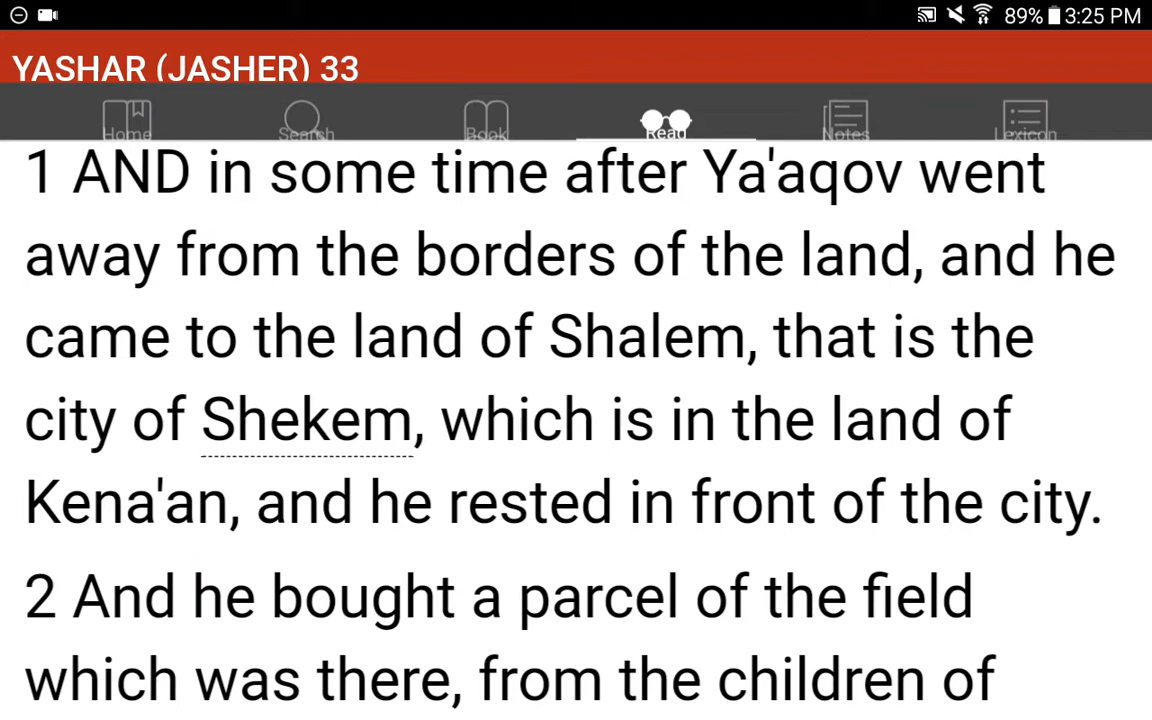 89% 3:25 PM
YASHAR (JASHER) 33
Home Search Book Read Notes Lexicon
1 AND in some time after Ya'aqov went
away from the borders of the land, and he
came to the land of Shalem, that is the
city of Shekem, which is in the land of
Kena'an, and he rested in front of the city.
2 And he bought a parcel of the field
which was there, from the children of